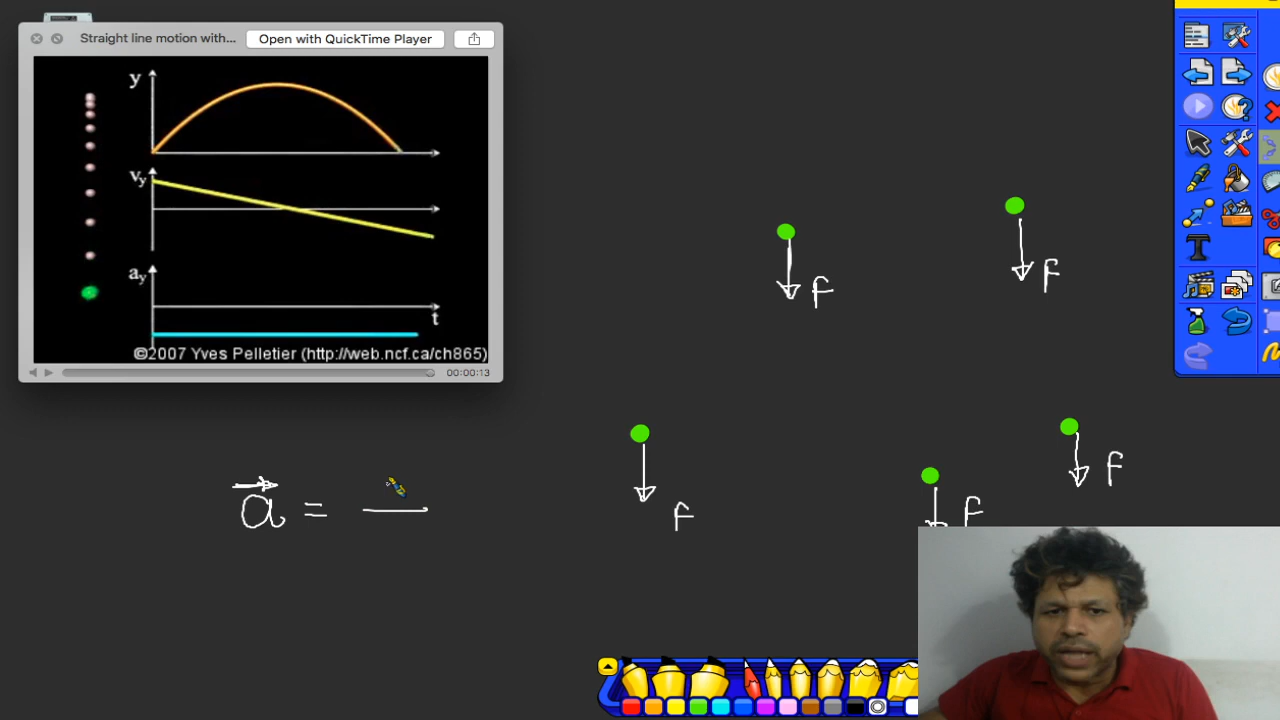 Straight line motion with...
Open with QuickTime Player
y
vy
ay
t
©2007 Yves Pelletier (http://web.ncf.ca/ch865)
00:00:13
F
F
F
F
F
a =
T